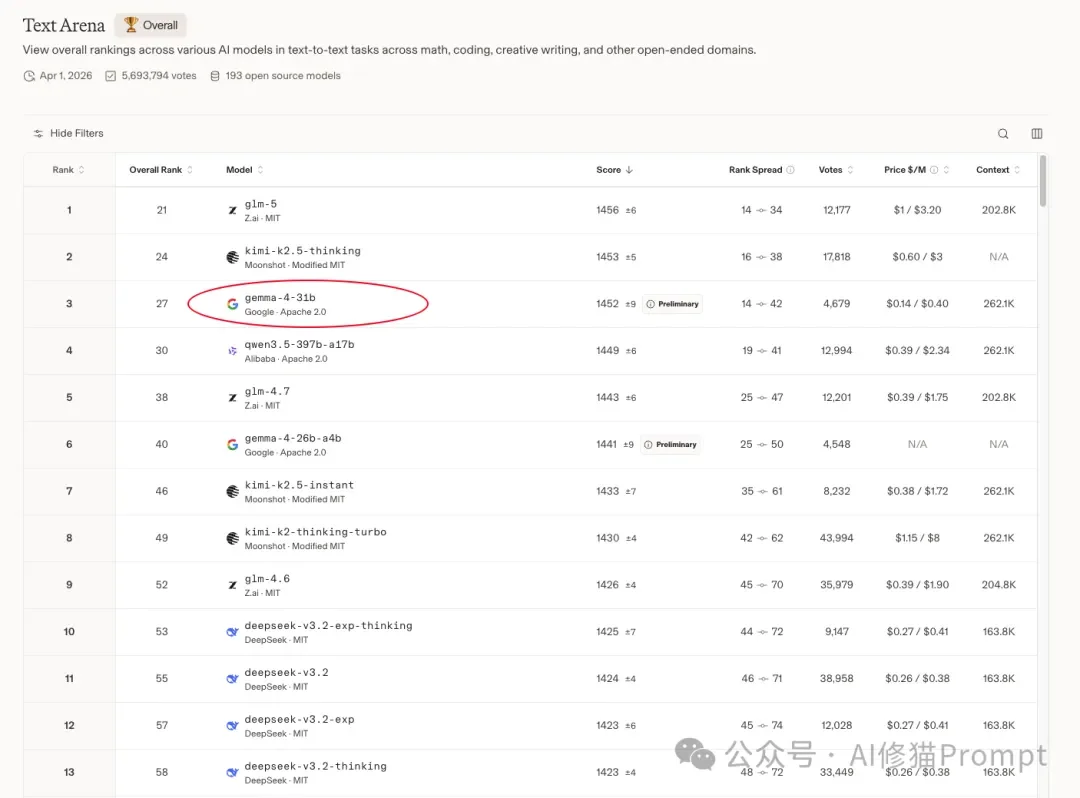 Text Arena 🏆 Overall
View overall rankings across various AI models in text-to-text tasks across math, coding, creative writing, and other open-ended domains.
Apr 1, 2026 5,693,794 votes 193 open source models
Hide Filters
Rank Overall Rank Model Score Rank Spread Votes Price $/M Context
1 21 glm-5 1456 ±6 14 34 12,177 $1 / $3.20 202.8K
Z.ai · MIT
2 24 kimi-k2.5-thinking 1453 ±5 16 38 17,818 $0.60 / $3 N/A
Moonshot · Modified MIT
3 27 gemma-4-31b 1452 ±9 Preliminary 14 42 4,679 $0.14 / $0.40 262.1K
Google · Apache 2.0
4 30 qwen3.5-397b-a17b 1449 ±6 19 41 12,994 $0.39 / $2.34 262.1K
Alibaba · Apache 2.0
5 38 glm-4.7 1443 ±6 25 47 12,201 $0.39 / $1.75 202.8K
Z.ai · MIT
6 40 gemma-4-26b-a4b 1441 ±9 Preliminary 25 50 4,548 N/A N/A
Google · Apache 2.0
7 46 kimi-k2.5-instant 1433 ±7 35 61 8,232 $0.38 / $1.72 262.1K
Moonshot · Modified MIT
8 49 kimi-k2-thinking-turbo 1430 ±4 42 62 43,994 $1.15 / $8 262.1K
Moonshot · Modified MIT
9 52 glm-4.6 1426 ±4 45 70 35,979 $0.39 / $1.90 204.8K
Z.ai · MIT
10 53 deepseek-v3.2-exp-thinking 1425 ±7 44 72 9,147 $0.27 / $0.41 163.8K
DeepSeek · MIT
11 55 deepseek-v3.2 1424 ±4 46 71 38,958 $0.26 / $0.38 163.8K
DeepSeek · MIT
12 57 deepseek-v3.2-exp 1423 ±6 45 74 12,028 $0.27 / $0.41 163.8K
DeepSeek · MIT
13 58 deepseek-v3.2-thinking 1423 ±4 48 72 33,449 $0.26 / $0.38 163.8K
DeepSeek · MIT
公众号 · AI修猫Prompt